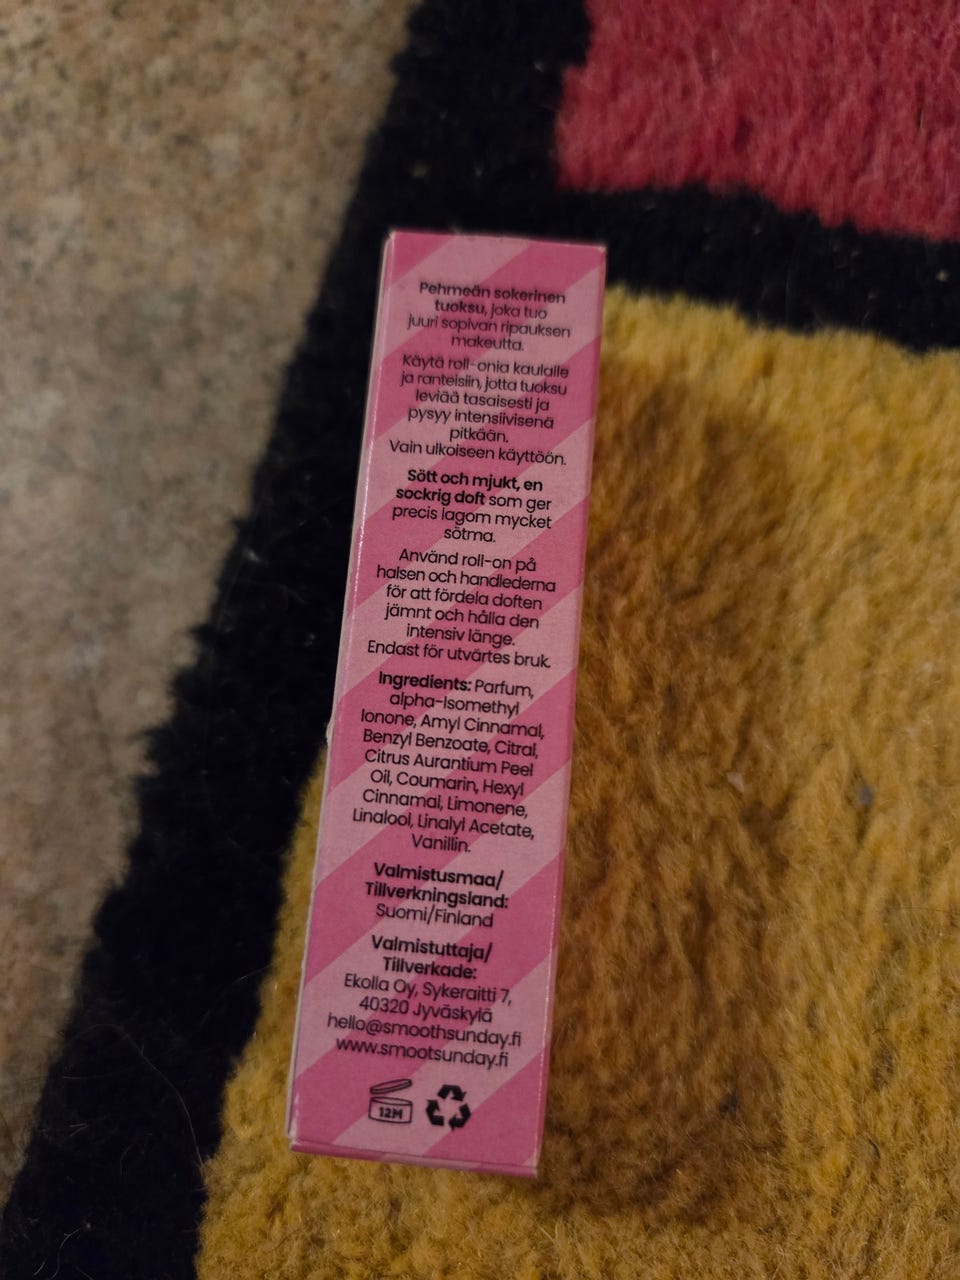 Pehmeän sokerinen
tuoksu, joka tuo
juuri sopivan ripauksen
makeutta.
Käytä roll-onia kaulalle
ja ranteisiin, jotta tuoksu
leviää tasaisesti ja
pysyy intensiivisenä
pitkään.
Vain ulkoiseen käyttöön.
Sött och mjukt, en
sockrig doft som ger
precis lagom mycket
sötma.
Använd roll-on på
halsen och handlederna
för att fördela doften
jämnt och hålla den
intensiv länge.
Endast för utvärtes bruk.
Ingredients: Parfum,
alpha-Isomethyl
Ionone, Amyl Cinnamal,
Benzyl Benzoate, Citral,
Citrus Aurantium Peel
Oil, Coumarin, Hexyl
Cinnamal, Limonene,
Linalool, Linalyl Acetate,
Vanillin.
Valmistusmaa/
Tillverkningsland:
Suomi/Finland
Valmistuttaja/
Tillverkade:
Ekolla Oy, Sykeraitti 7,
40320 Jyväskylä
hello@smoothsunday.fi
www.smootsunday.fi
12M